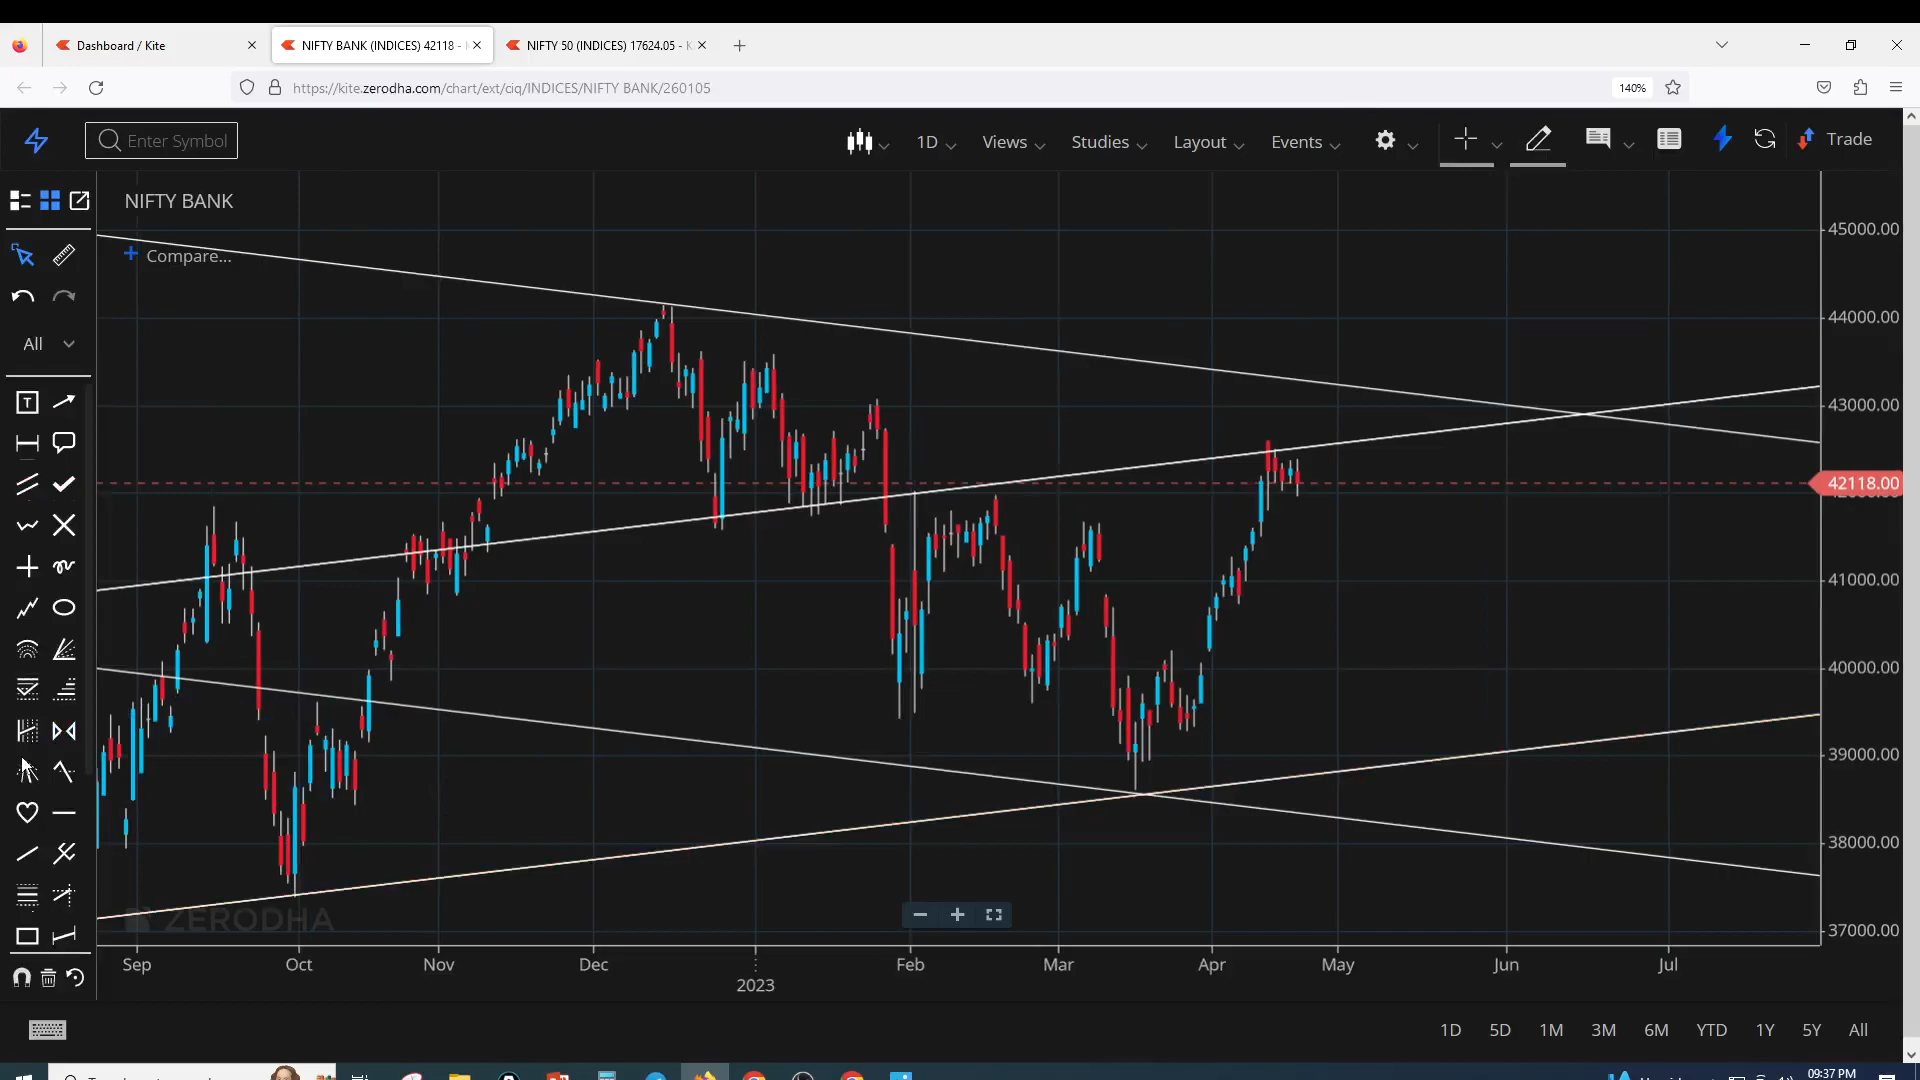 Dashboard / Kite
NIFTY BANK (INDICES) 42118 -
NIFTY 50 (INDICES) 17624.05 -
https://kite.zerodha.com/chart/ext/ciq/INDICES/NIFTY BANK/260105
140%
Enter Symbol
1D
Views
Studies
Layout
Events
Trade
NIFTY BANK
Compare...
All
T
45000.00
44000.00
43000.00
42118.00
41000.00
40000.00
39000.00
38000.00
37000.00
ZERODHA
Sep Oct Nov Dec Feb Mar Apr May Jun Jul
2023
1D 5D 1M 3M 6M YTD 1Y 5Y All
09:37 PM